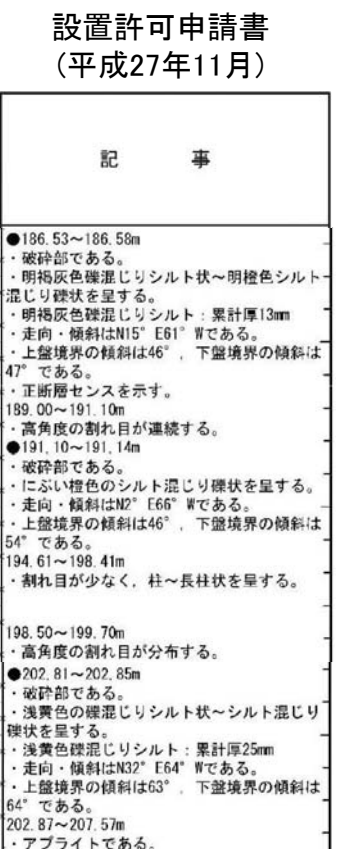 設置許可申請書
(平成27年11月)
記 事
●186.53～186.58m
・破砕部である。
・明褐灰色礫混じりシルト状～明橙色シルト
混じり礫状を呈する。
・明褐灰色礫混じりシルト：累計厚13mm
・走向・傾斜はN15°E61°Wである。
・上盤境界の傾斜は46°，下盤境界の傾斜は
47°である。
・正断層センスを示す。
189.00～191.10m
・高角度の割れ目が連続する。
●191.10～191.14m
・破砕部である。
・にぶい橙色のシルト混じり礫状を呈する。
・走向・傾斜はN2°E66°Wである。
・上盤境界の傾斜は46°，下盤境界の傾斜は
54°である。
194.61～198.41m
・割れ目が少なく，柱～長柱状を呈する。
198.50～199.70m
・高角度の割れ目が分布する。
●202.81～202.85m
・破砕部である。
・浅黄色の礫混じりシルト状～シルト混じり
礫状を呈する。
・浅黄色礫混じりシルト：累計厚25mm
・走向・傾斜はN32°E64°Wである。
・上盤境界の傾斜は63°，下盤境界の傾斜は
64°である。
202.87～207.57m
・アプライトである。